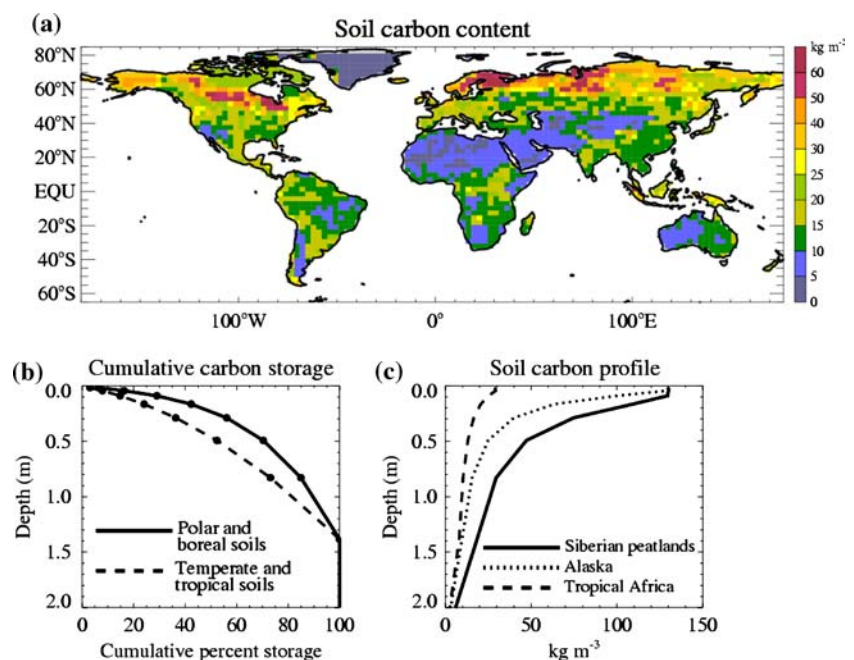 (a) Soil carbon content
kg m⁻³
80°N
60°N
40°N
20°N
EQU
20°S
40°S
60°S
60
50
40
30
25
20
15
10
5
0
100°W 0° 100°E
(b) Cumulative carbon storage
0.0
0.5
1.0
1.5
2.0
Depth (m)
Polar and
boreal soils
Temperate and
tropical soils
0 20 40 60 80 100
Cumulative percent storage
(c) Soil carbon profile
0.0
0.5
1.0
1.5
2.0
Depth (m)
Siberian peatlands
Alaska
Tropical Africa
0 50 100 150
kg m⁻³